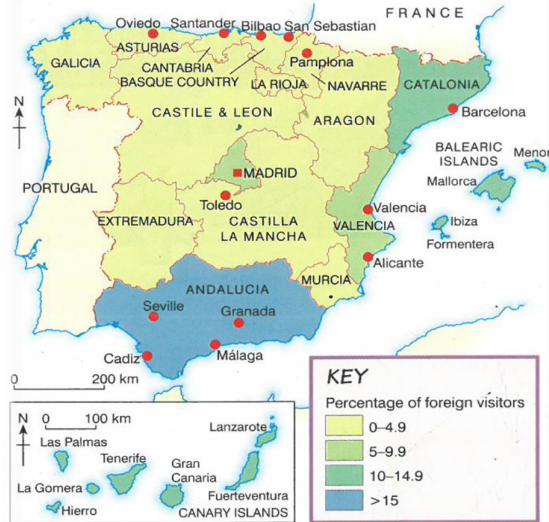 FRANCE
Oviedo
Santander
Bilbao
San Sebastian
ASTURIAS
GALICIA
CANTABRIA
BASQUE COUNTRY
Pamplona
LA RIOJA
NAVARRE
CATALONIA
CASTILE & LEON
ARAGON
Barcelona
N
BALEARIC
ISLANDS
Menor
Mallorca
MADRID
PORTUGAL
Toledo
Valencia
Ibiza
EXTREMADURA
CASTILLA
LA MANCHA
VALENCIA
Formentera
Alicante
MURCIA
ANDALUCIA
Seville
Granada
Cadiz
Málaga
0
200 km
KEY
Percentage of foreign visitors
0–4.9
5–9.9
10–14.9
>15
N
0 100 km
Lanzarote
Las Palmas
Tenerife
Gran
Canaria
La Gomera
Hierro
Fuerteventura
CANARY ISLANDS